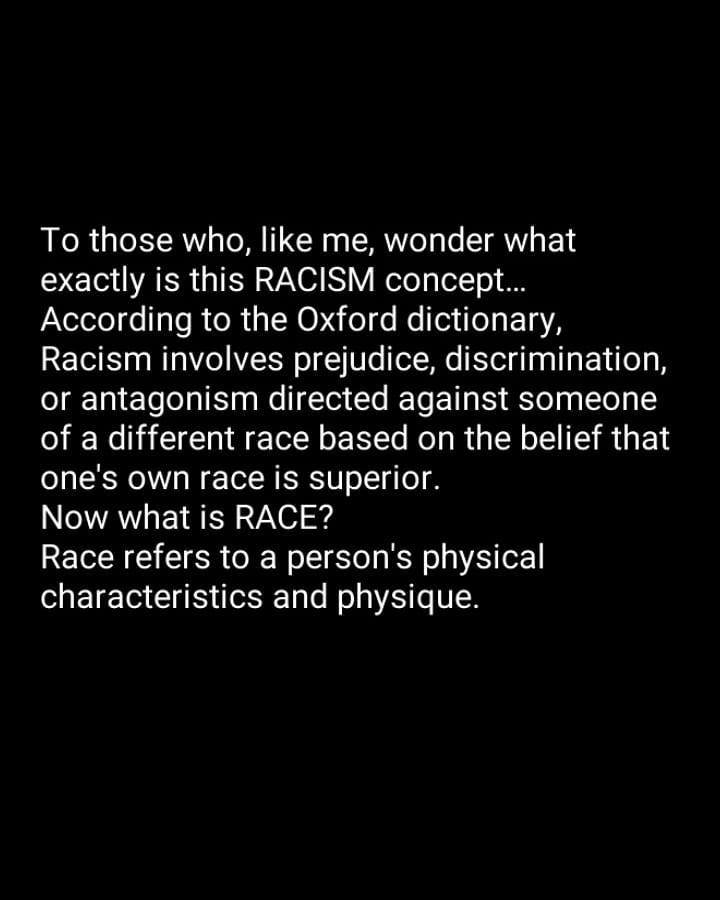 To those who, like me, wonder what
exactly is this RACISM concept...
According to the Oxford dictionary,
Racism involves prejudice, discrimination,
or antagonism directed against someone
of a different race based on the belief that
one's own race is superior.
Now what is RACE?
Race refers to a person's physical
characteristics and physique.